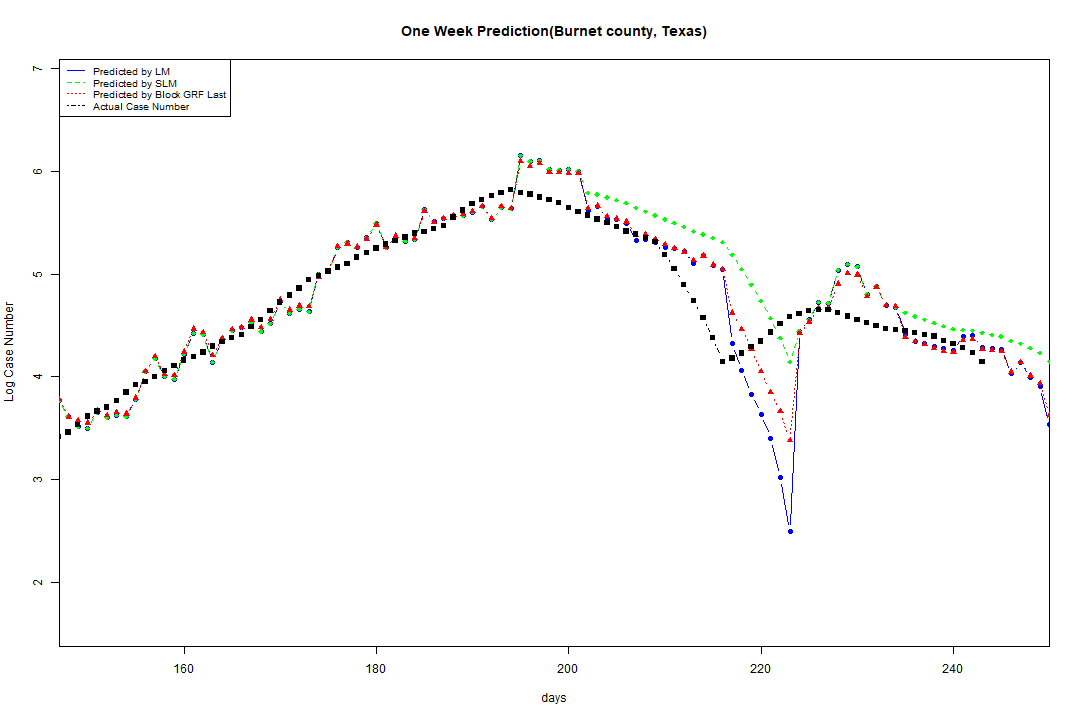 One Week Prediction(Burnet county, Texas)
Predicted by LM
Predicted by SLM
Predicted by Block GRF Last
Actual Case Number
Log Case Number
7
6
5
4
3
2
160 180 200 220 240
days